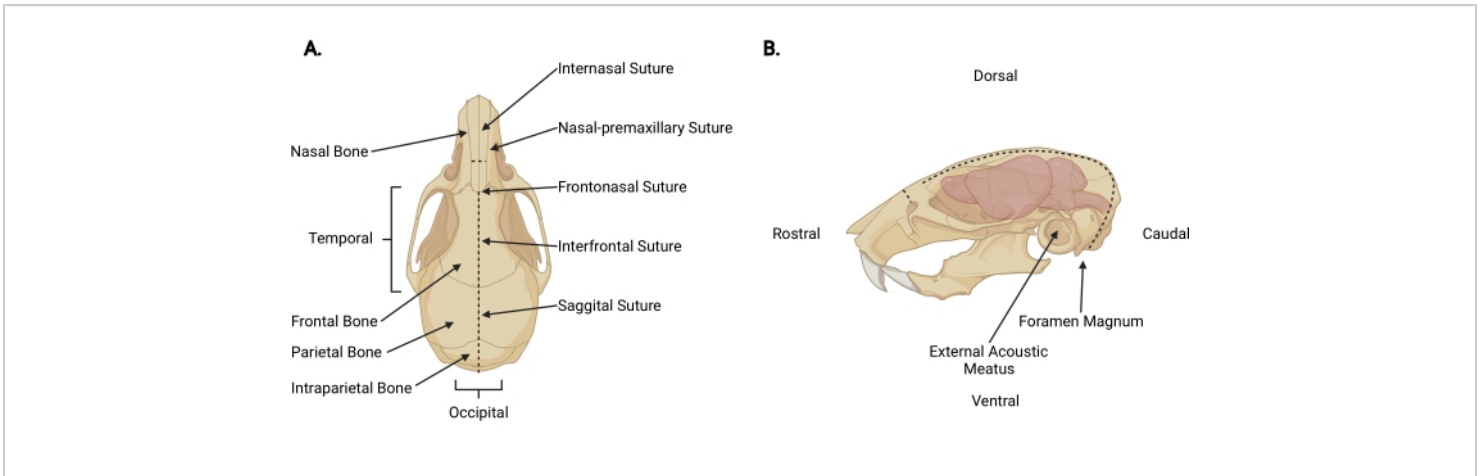 A.
Internasal Suture
Nasal-premaxillary Suture
Nasal Bone
Frontonasal Suture
Temporal
Interfrontal Suture
Saggital Suture
Frontal Bone
Parietal Bone
Intraparietal Bone
Occipital
B.
Dorsal
Rostral
Caudal
Foramen Magnum
External Acoustic
Meatus
Ventral